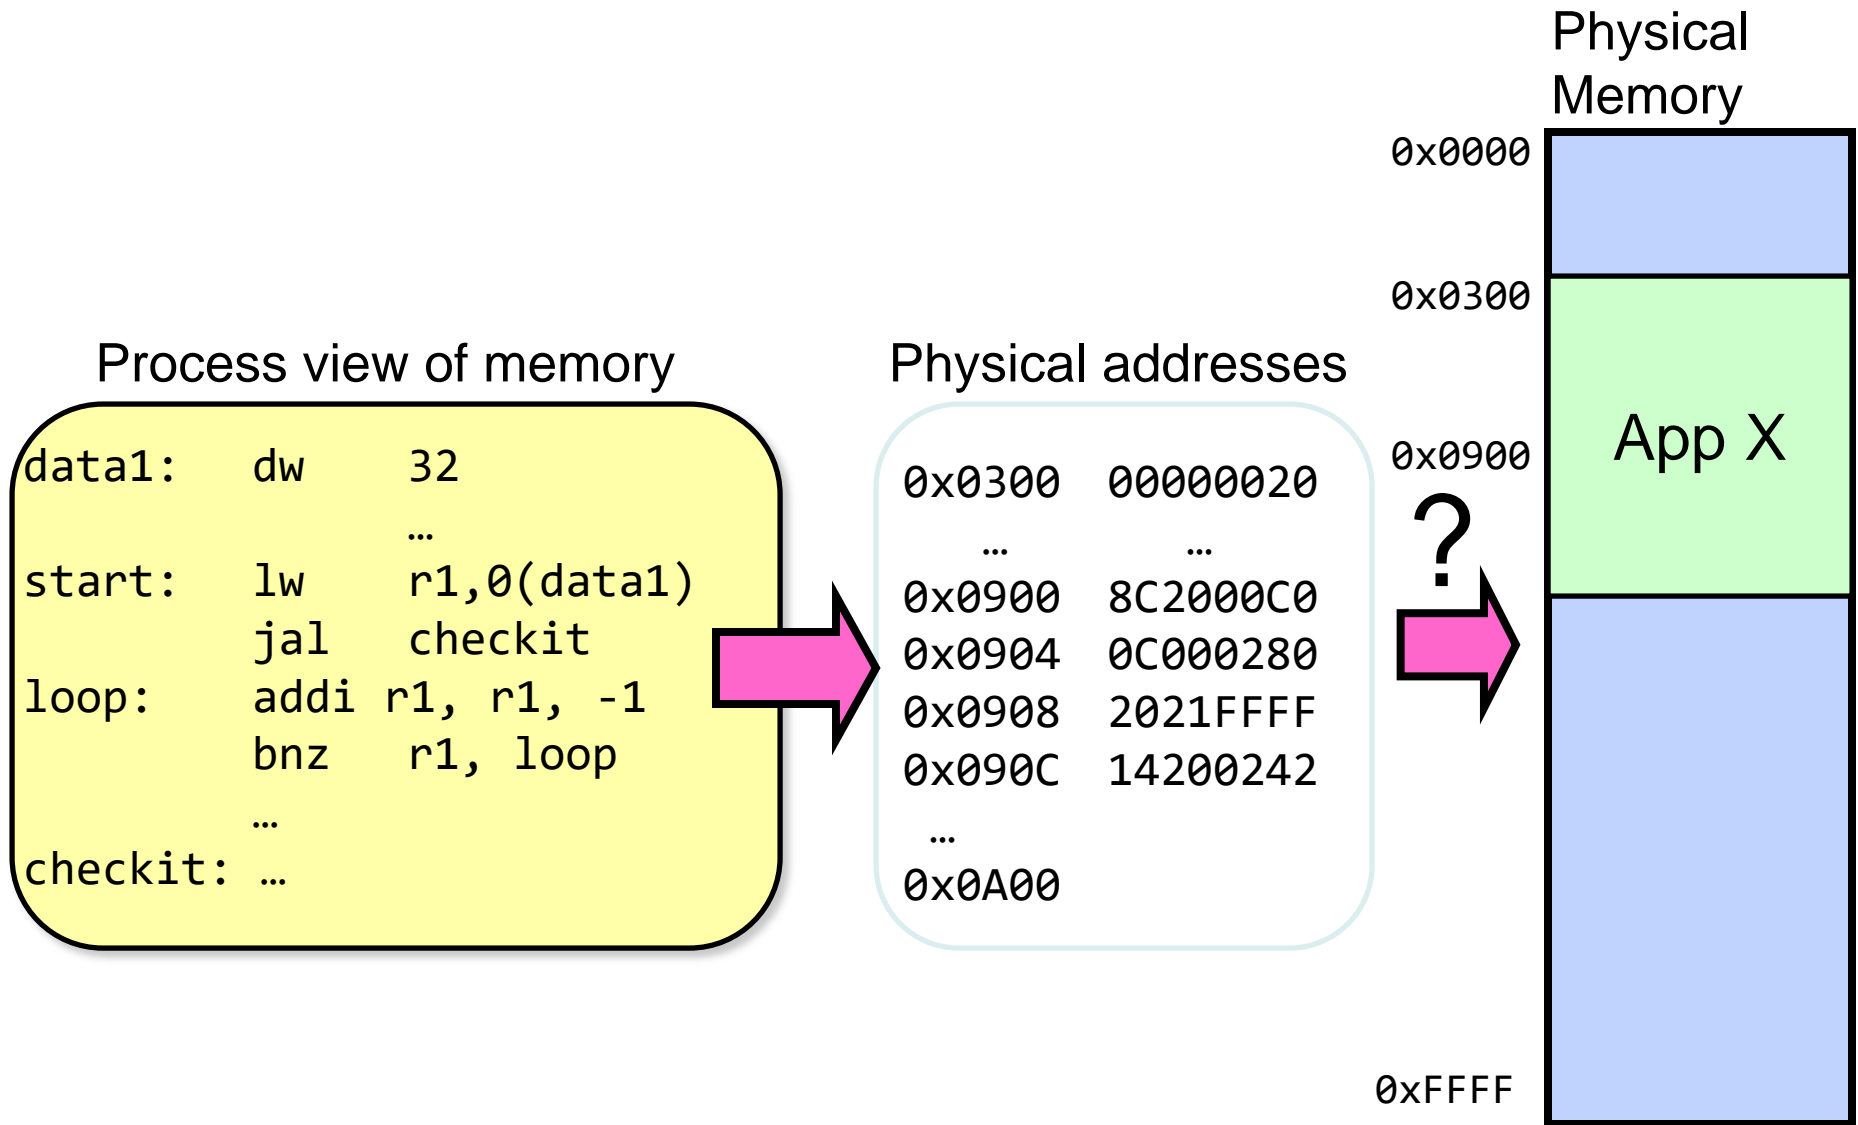 Physical
Memory
0x0000
0x0300
Process view of memory
Physical addresses
data1: dw 32
…
start: lw r1,0(data1)
jal checkit
loop: addi r1, r1, -1
bnz r1, loop
…
checkit: …
0x0300 00000020
… …
0x0900 8C2000C0
0x0904 0C000280
0x0908 2021FFFF
0x090C 14200242
…
0x0A00
0x0900
?
App X
0xFFFF